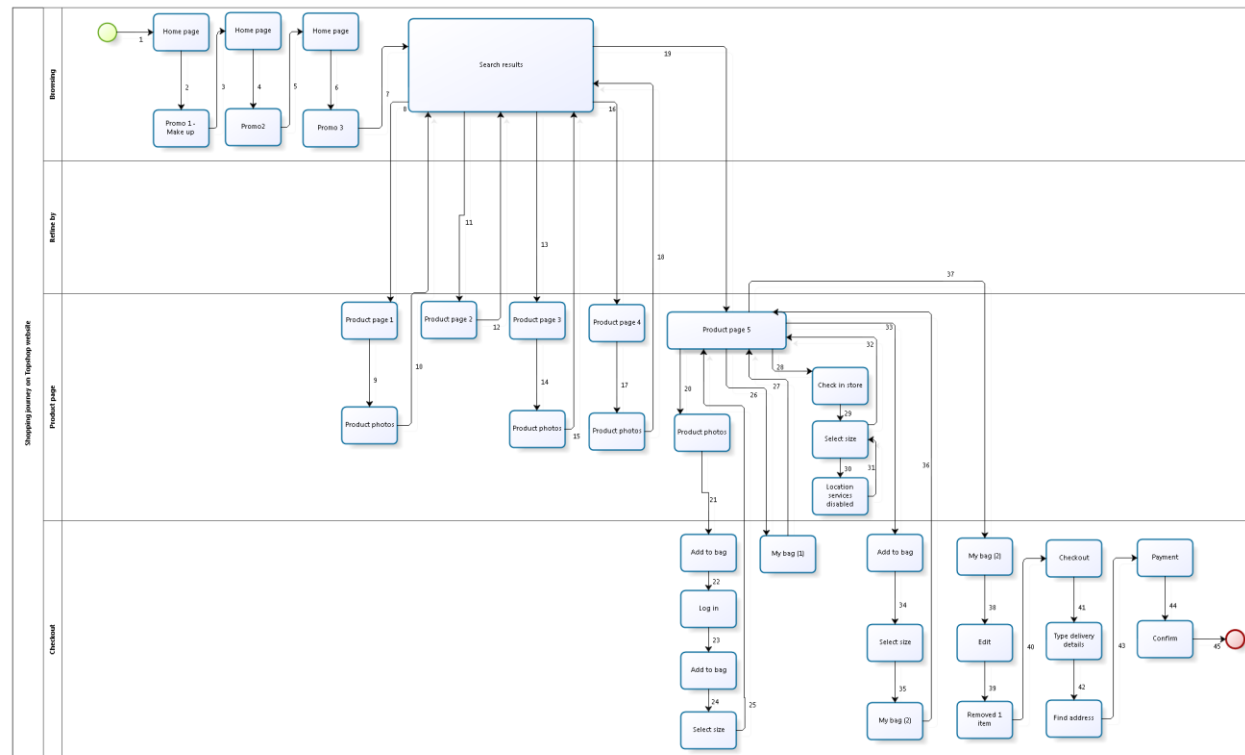 Shopping journey on Topshop website
Browsing
Home page
Home page
Home page
Search results
1
2
3
4
5
6
7
8
16
19
Promo 1 -
Make up
Promo2
Promo 3
Refine by
11
13
18
37
Product page
Product page 1
Product page 2
Product page 3
Product page 4
Product page 5
12
33
32
9
10
14
17
20
26
27
28
Check in store
29
Product photos
Product photos
Product photos
Product photos
15
Select size
30
31
36
Location
services
disabled
21
Checkout
Add to bag
My bag (1)
Add to bag
My bag (2)
Checkout
Payment
22
34
38
41
44
Log in
Select size
Edit
Type delivery
details
Confirm
45
23
40
43
Add to bag
35
39
42
24
25
Select size
My bag (2)
Removed 1
item
Find address